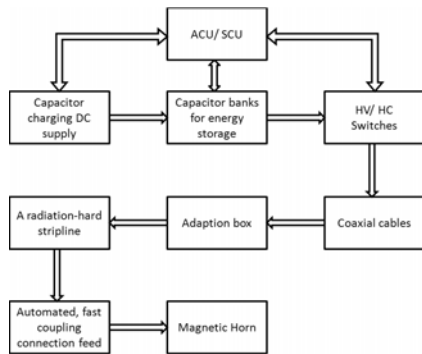 ACU/ SCU
Capacitor
charging DC
supply
Capacitor banks
for energy
storage
HV/ HC
Switches
A radiation-hard
stripline
Adaption box
Coaxial cables
Automated, fast
coupling
connection feed
Magnetic Horn